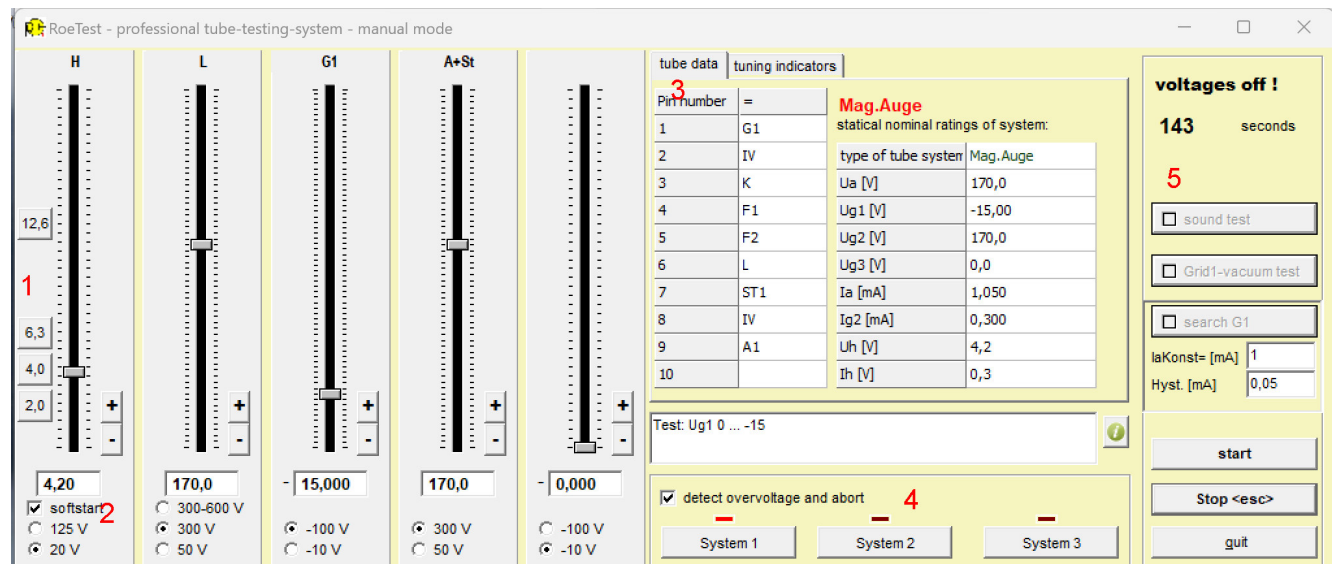 RoeTest - professional tube-testing-system - manual mode
H
L
G1
A+St
12,6
1
6,3
4,0
2,0
+
-
+
-
+
-
+
-
+
-
4,20
170,0
- 15,000
170,0
- 0,000
softstart
2
125 V
20 V
300-600 V
300 V
50 V
-100 V
-10 V
300 V
50 V
-100 V
-10 V
tube data
tuning indicators
3
Pin number =
1 G1
2 IV
3 K
4 F1
5 F2
6 L
7 ST1
8 IV
9 A1
10
Mag.Auge
statical nominal ratings of system:
type of tube system Mag.Auge
Ua [V] 170,0
Ug1 [V] -15,00
Ug2 [V] 170,0
Ug3 [V] 0,0
Ia [mA] 1,050
Ig2 [mA] 0,300
Uh [V] 4,2
Ih [V] 0,3
Test: Ug1 0 ... -15
detect overvoltage and abort
4
System 1
System 2
System 3
voltages off !
143 seconds
5
sound test
Grid1-vacuum test
search G1
IaKonst= [mA] 1
Hyst. [mA] 0,05
start
Stop <esc>
quit